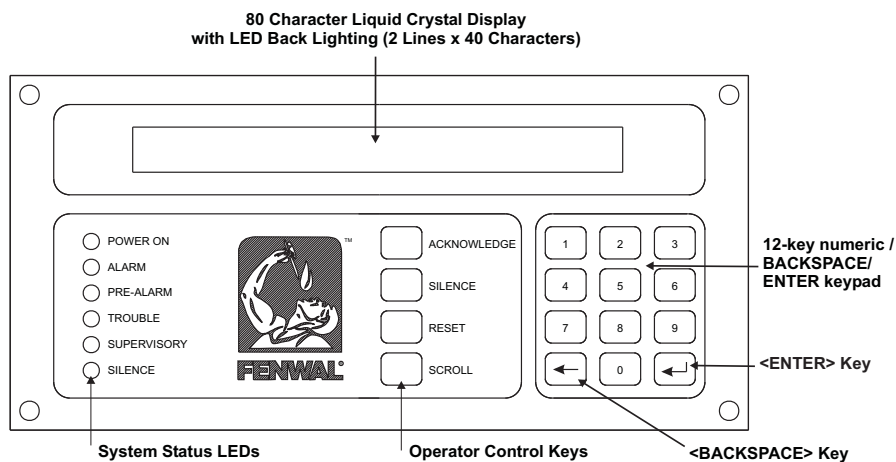 80 Character Liquid Crystal Display
with LED Back Lighting (2 Lines x 40 Characters)
POWER ON
ALARM
PRE-ALARM
TROUBLE
SUPERVISORY
SILENCE
TM
FENWAL
ACKNOWLEDGE
SILENCE
RESET
SCROLL
1 2 3
4 5 6
7 8 9
0
12-key numeric /
BACKSPACE/
ENTER keypad
<ENTER> Key
System Status LEDs
Operator Control Keys
<BACKSPACE> Key